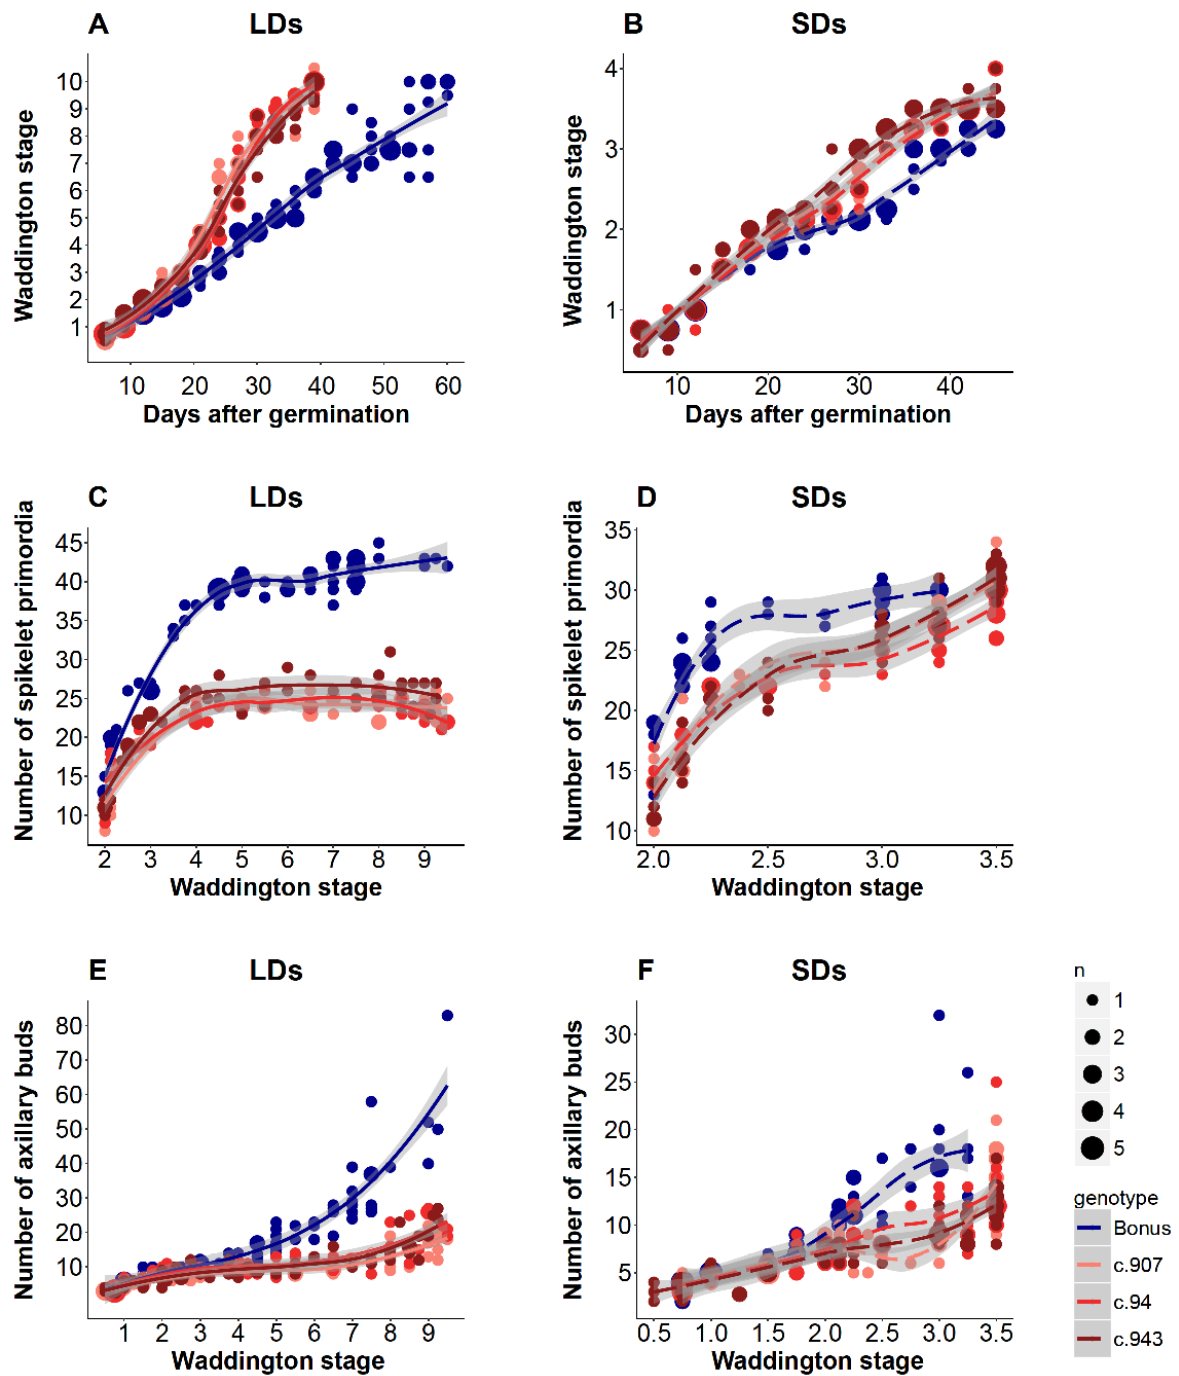 A LDs
Waddington stage
10
9
8
7
6
5
4
3
2
1
10 20 30 40 50 60
Days after germination
B SDs
Waddington stage
4
3
2
1
10 20 30 40
Days after germination
C LDs
Number of spikelet primordia
45
40
35
30
25
20
15
10
2 3 4 5 6 7 8 9
Waddington stage
D SDs
Number of spikelet primordia
35
30
25
20
15
10
2.0 2.5 3.0 3.5
Waddington stage
E LDs
Number of axillary buds
80
70
60
50
40
30
20
10
1 2 3 4 5 6 7 8 9
Waddington stage
F SDs
Number of axillary buds
30
25
20
15
10
5
0.5 1.0 1.5 2.0 2.5 3.0 3.5
Waddington stage
n
1
2
3
4
5
genotype
Bonus
c.907
c.94
c.943